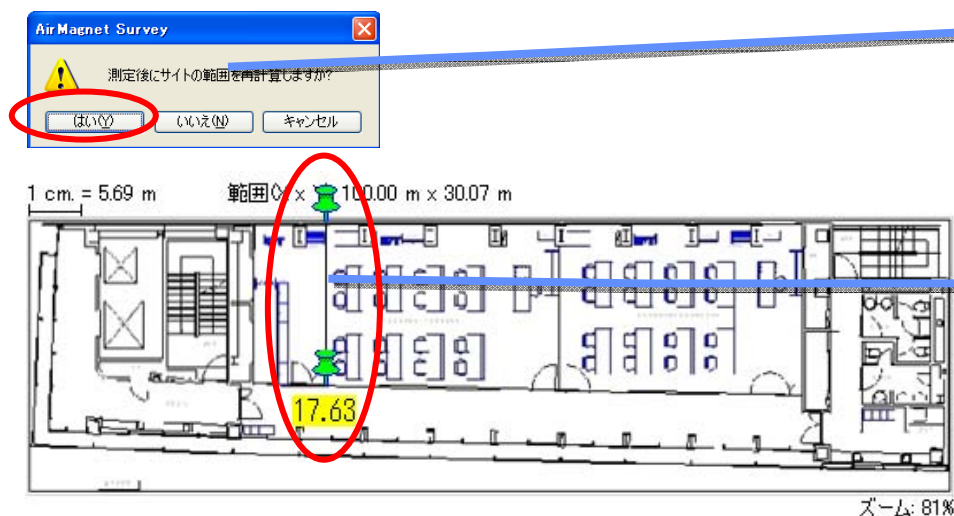 AirMagnet Survey
測定後にサイトの範囲を再計算しますか?
はい(Y)
いいえ(N)
キャンセル
1 cm. = 5.69 m
範囲(X x 100.00 m x 30.07 m
17.63
ズーム: 81%